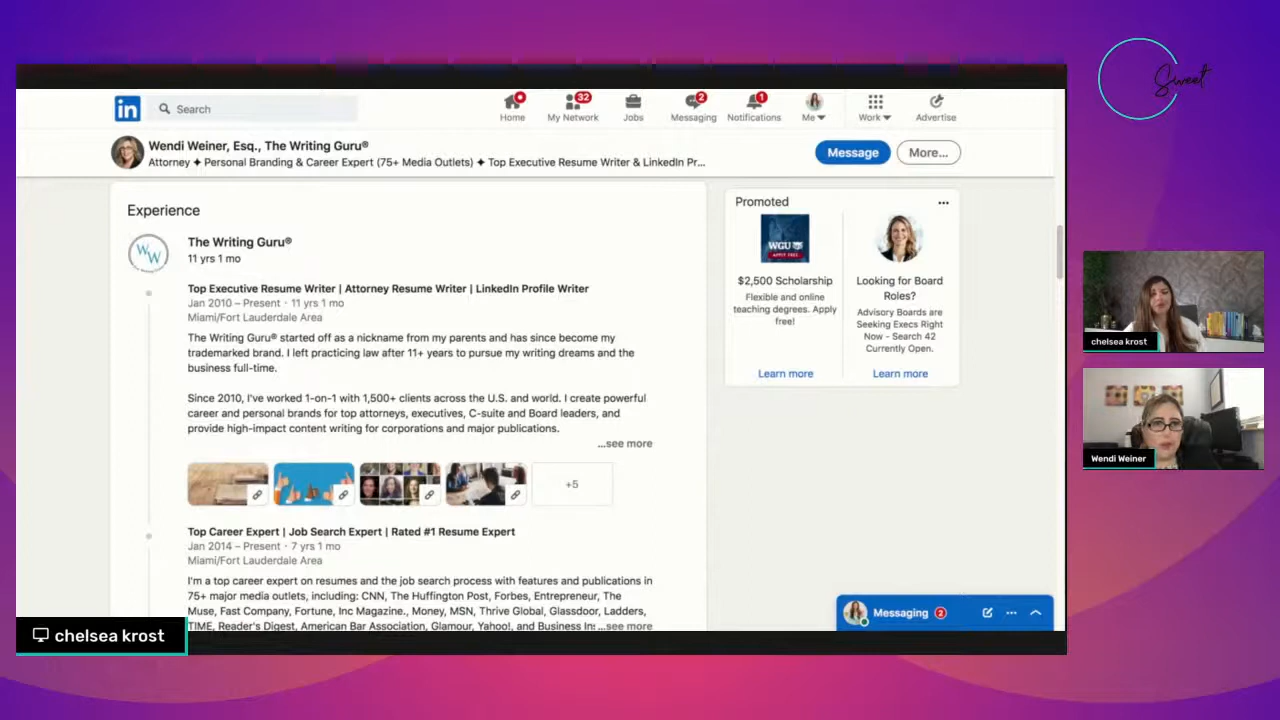 Sweet
in
Search
32
2
1
Home
My Network
Jobs
Messaging
Notifications
Me
Work
Advertise
Wendi Weiner, Esq., The Writing Guru®
Attorney ✦ Personal Branding & Career Expert (75+ Media Outlets) ✦ Top Executive Resume Writer & LinkedIn Pr...
Message
More...
Experience
WW
The Writing Guru®
11 yrs 1 mo
Top Executive Resume Writer | Attorney Resume Writer | LinkedIn Profile Writer
Jan 2010 – Present · 11 yrs 1 mo
Miami/Fort Lauderdale Area
The Writing Guru® started off as a nickname from my parents and has since become my
trademarked brand. I left practicing law after 11+ years to pursue my writing dreams and the
business full-time.
Since 2010, I've worked 1-on-1 with 1,500+ clients across the U.S. and world. I create powerful
career and personal brands for top attorneys, executives, C-suite and Board leaders, and
provide high-impact content writing for corporations and major publications.
...see more
+5
Top Career Expert | Job Search Expert | Rated #1 Resume Expert
Jan 2014 – Present · 7 yrs 1 mo
Miami/Fort Lauderdale Area
I'm a top career expert on resumes and the job search process with features and publications in
75+ major media outlets, including: CNN, The Huffington Post, Forbes, Entrepreneur, The
Muse, Fast Company, Fortune, Inc Magazine., Money, MSN, Thrive Global, Glassdoor, Ladders,
TIME, Reader's Digest, American Bar Association, Glamour, Yahoo!, and Business In: ...see more
Promoted
...
WGU
APPLY FREE
$2,500 Scholarship
Flexible and online
teaching degrees. Apply
free!
Learn more
Looking for Board
Roles?
Advisory Boards are
Seeking Execs Right
Now - Search 42
Currently Open.
Learn more
Messaging
2
chelsea krost
chelsea krost
Wendi Weiner